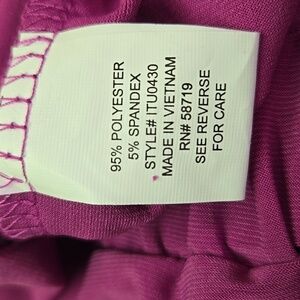 95% POLYESTER
5% SPANDEX
STYLE# ITU0430
MADE IN VIETNAM
RN# 58719
SEE REVERSE
FOR CARE